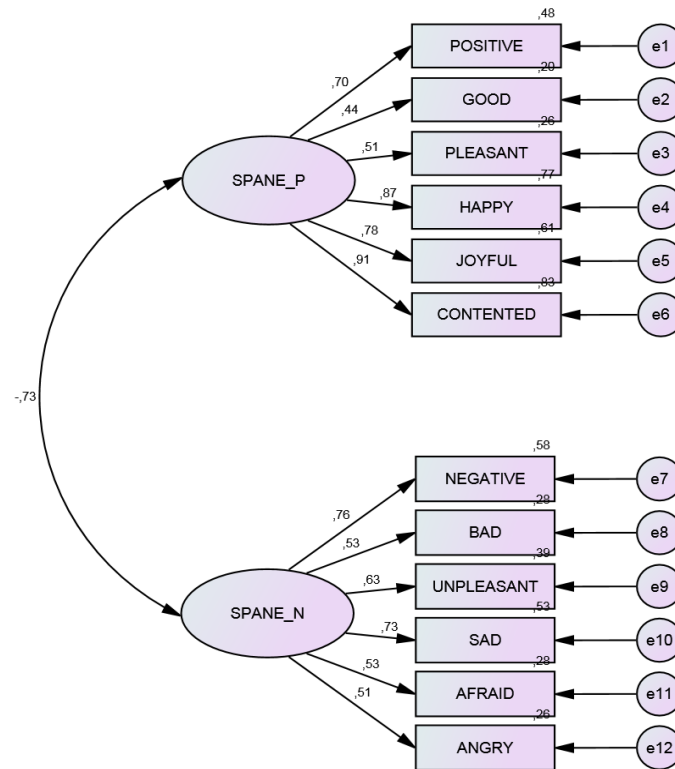 ,48
POSITIVE
e1
,70
,20
GOOD
e2
,44
,26
PLEASANT
e3
,51
SPANE_P
,77
HAPPY
e4
,87
,61
JOYFUL
e5
,78
,83
CONTENTED
e6
,91
-,73
,58
NEGATIVE
e7
,76
,28
BAD
e8
,53
,39
UNPLEASANT
e9
,63
SPANE_N
,53
SAD
e10
,73
,28
AFRAID
e11
,53
,26
ANGRY
e12
,51